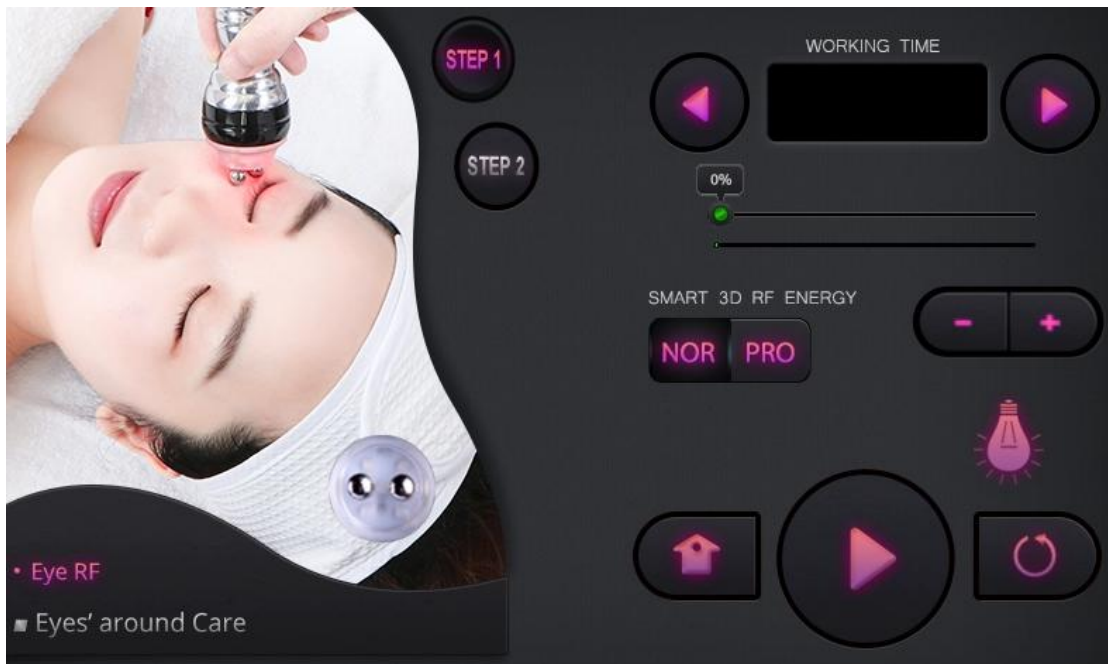 STEP 1
STEP 2
WORKING TIME
0%
SMART 3D RF ENERGY
NOR PRO
- +
• Eye RF
Eyes’ around Care